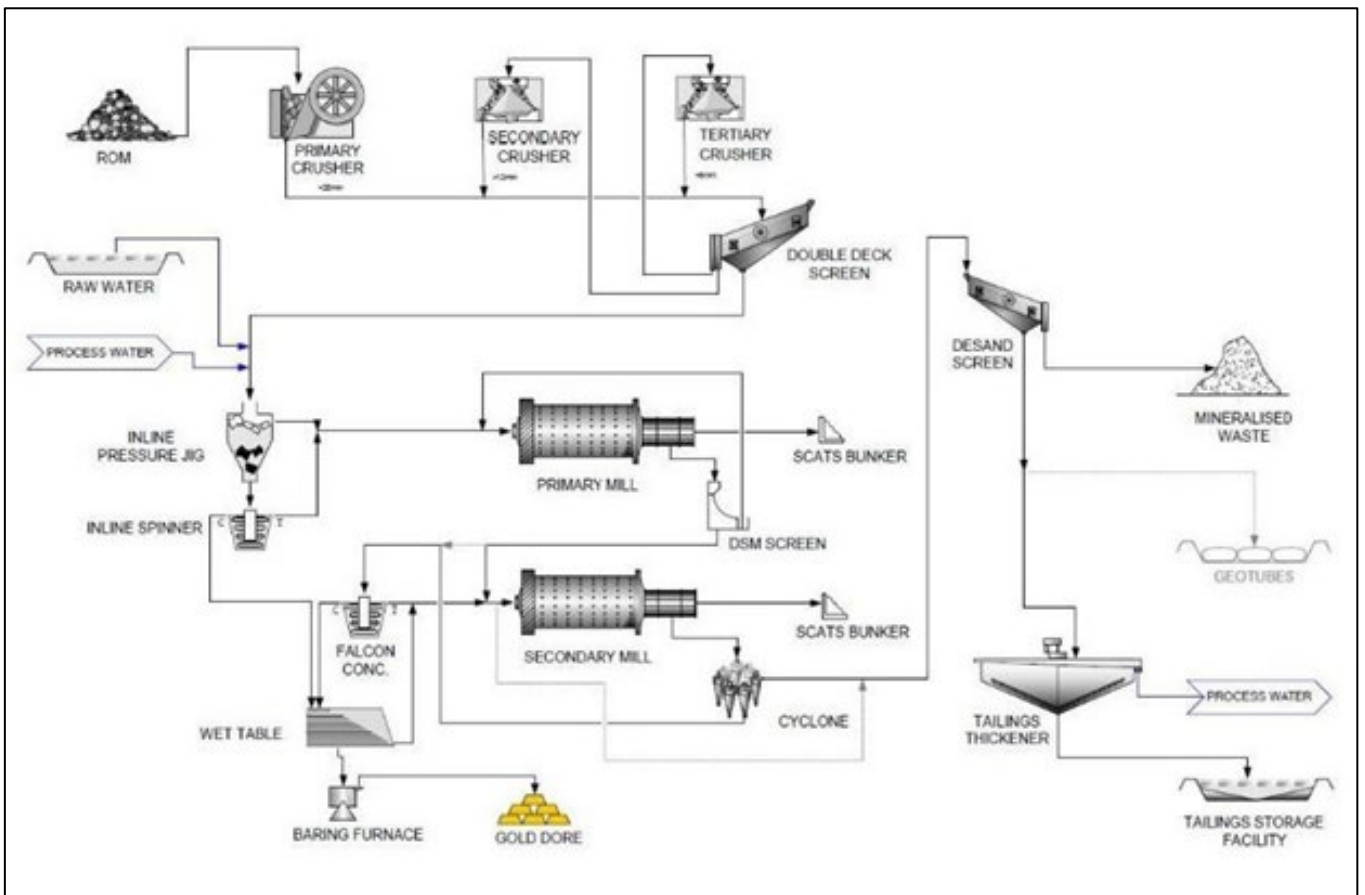 ROM
PRIMARY
CRUSHER
SECONDARY
CRUSHER
TERTIARY
CRUSHER
DOUBLE DECK
SCREEN
RAW WATER
PROCESS WATER
DESAND
SCREEN
MINERALISED
WASTE
INLINE
PRESSURE JIG
PRIMARY MILL
SCATS BUNKER
INLINE SPINNER
C
T
DSM SCREEN
GEOTUBES
C
T
FALCON
CONC.
SECONDARY MILL
SCATS BUNKER
WET TABLE
CYCLONE
TAILINGS
THICKENER
PROCESS WATER
BARING FURNACE
GOLD DORE
TAILINGS STORAGE
FACILITY